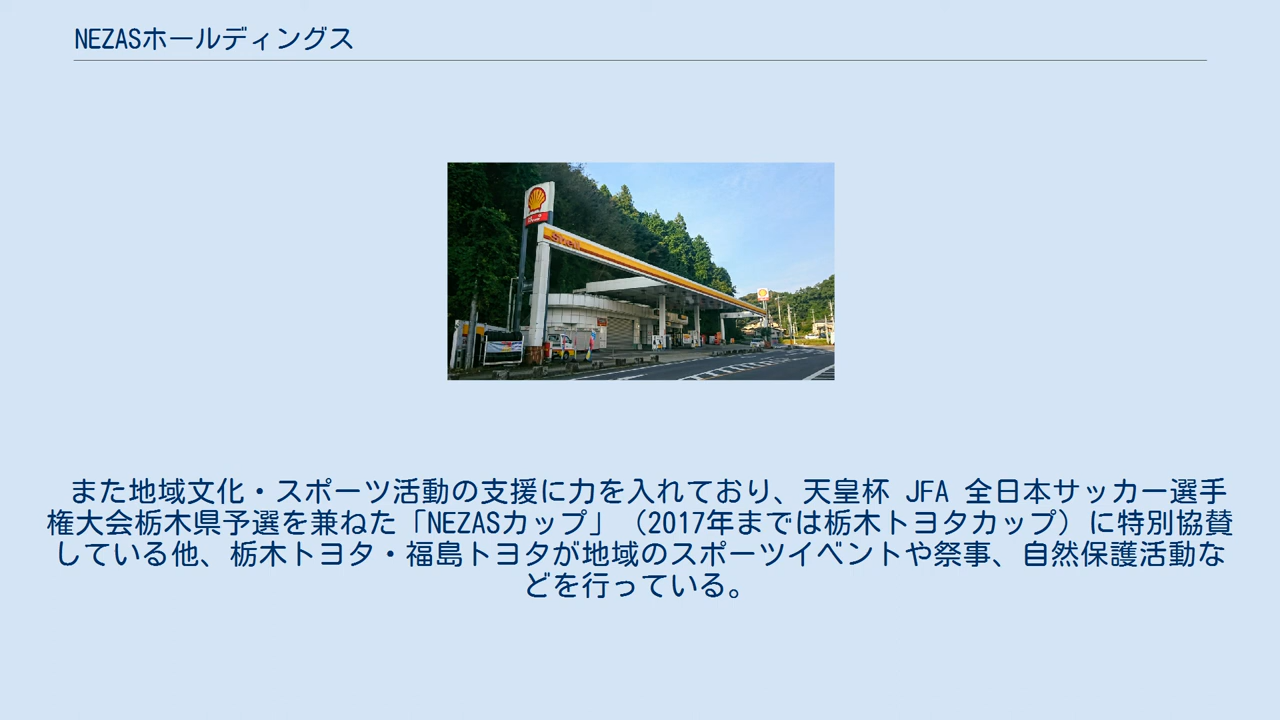 NEZASホールディングス
Shell
また地域文化・スポーツ活動の支援に力を入れており、天皇杯 JFA 全日本サッカー選手
権大会栃木県予選を兼ねた「NEZASカップ」（2017年までは栃木トヨタカップ）に特別協賛
している他、栃木トヨタ・福島トヨタが地域のスポーツイベントや祭事、自然保護活動な
どを行っている。